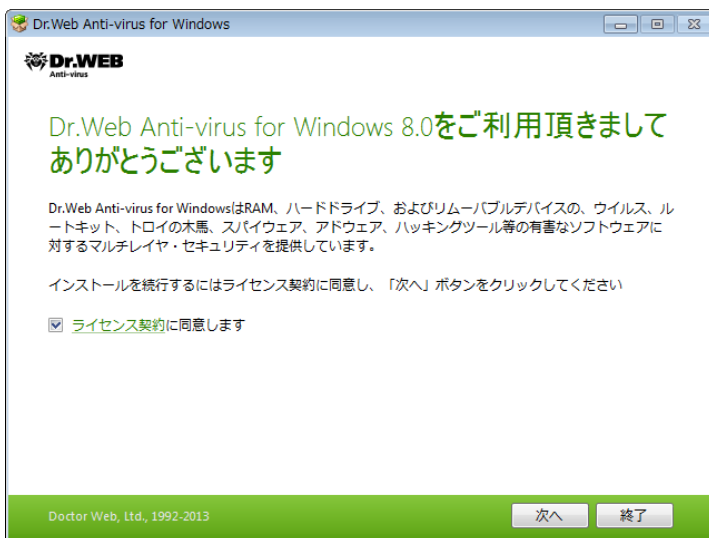 Dr.Web Anti-virus for Windows
Dr.WEB
Anti-virus
Dr.Web Anti-virus for Windows 8.0をご利用頂きまして
ありがとうございます
Dr.Web Anti-virus for WindowsはRAM、ハードドライブ、およびリムーバブルデバイスの、ウイルス、ル
ートキット、トロイの木馬、スパイウェア、アドウェア、ハッキングツール等の有害なソフトウェアに
対するマルチレイヤ・セキュリティを提供しています。
インストールを続行するにはライセンス契約に同意し、「次へ」ボタンをクリックしてください
ライセンス契約に同意します
Doctor Web, Ltd., 1992-2013
次へ 終了